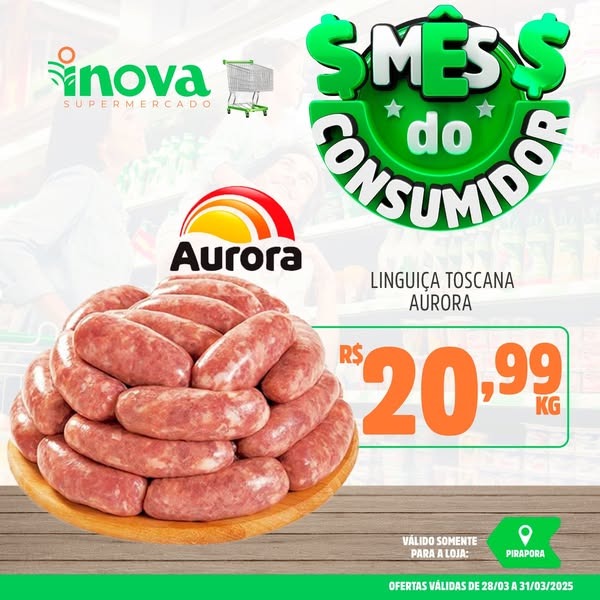 inova
SUPERMERCADO
$ MÊS $
do
CONSUMIDOR
Aurora
LINGUIÇA TOSCANA
AURORA
R$ 20,99
KG
VÁLIDO SOMENTE
PARA A LOJA:
PIRAPORA
OFERTAS VÁLIDAS DE 28/03 A 31/03/2025